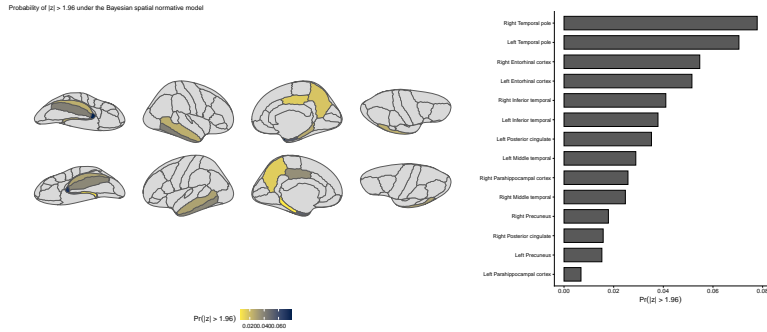 Probability of |z| > 1.96 under the Bayesian spatial normative model
Right Temporal pole
Left Temporal pole
Right Entorhinal cortex
Left Entorhinal cortex
Right Inferior temporal
Left Inferior temporal
Left Posterior cingulate
Left Middle temporal
Right Parahippocampal cortex
Right Middle temporal
Right Precuneus
Right Posterior cingulate
Left Precuneus
Left Parahippocampal cortex
0.00 0.02 0.04 0.06 0.08
Pr(|z| > 1.96)
Pr(|z| > 1.96)
0.0200.0400.060